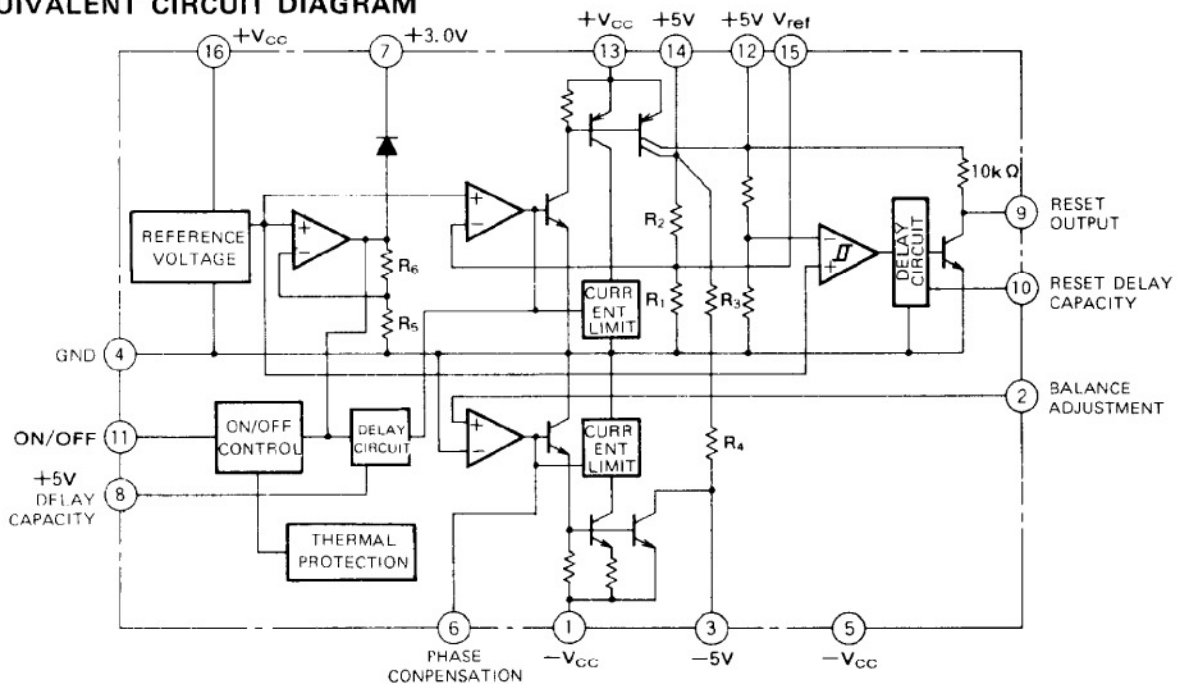 UIVALENT CIRCUIT DIAGRAM
+VCC
+3.0V
+VCC
+5V
+5V
Vref
16
7
13
14
12
15
10kΩ
REFERENCE
VOLTAGE
+
−
R6
R5
+
−
R2
R1
R3
−
+
DELAY
CIRCUIT
9
RESET
OUTPUT
10
RESET DELAY
CAPACITY
CURR
ENT
LIMIT
GND
4
2
BALANCE
ADJUSTMENT
ON/OFF
11
ON/OFF
CONTROL
DELAY
CIRCUIT
+
−
CURR
ENT
LIMIT
R4
+5V
DELAY
CAPACITY
8
THERMAL
PROTECTION
6
1
3
5
PHASE
CONPENSATION
−VCC
−5V
−VCC